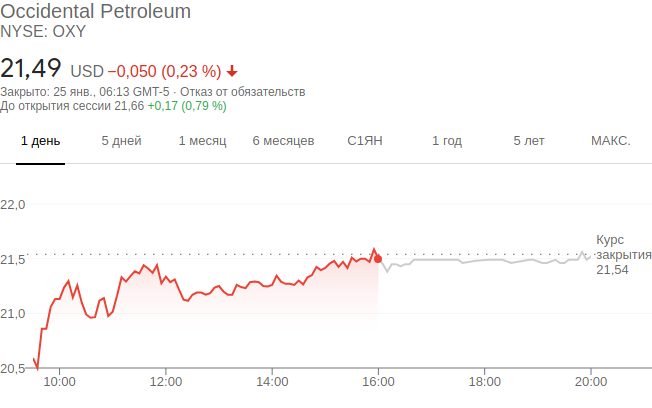 Occidental Petroleum
NYSE: OXY
21,49 USD −0,050 (0,23 %)
Закрыто: 25 янв., 06:13 GMT-5 · Отказ от обязательств
До открытия сессии 21,66 +0,17 (0,79 %)
1 день 5 дней 1 месяц 6 месяцев С1ЯН 1 год 5 лет МАКС.
22,0
21,5
21,0
20,5
Курс
закрытия
21,54
10:00 12:00 14:00 16:00 18:00 20:00